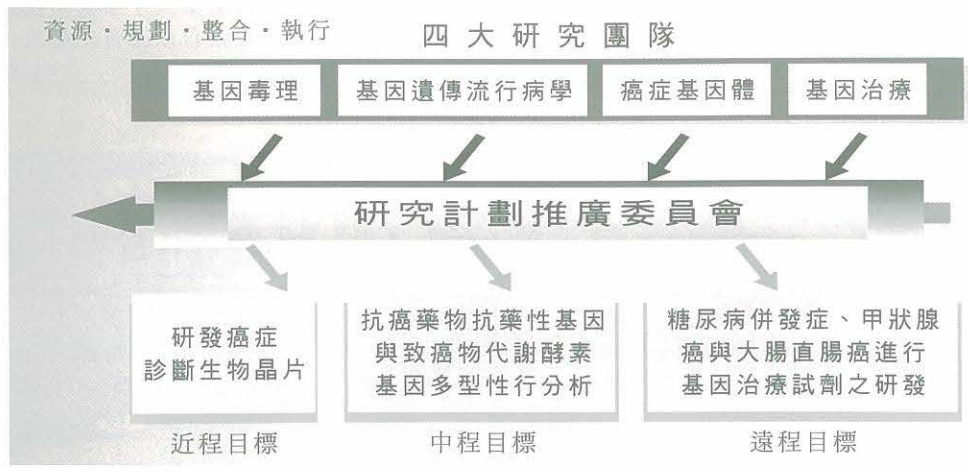 資源・規劃・整合・執行
四大研究團隊
基因毒理
基因遺傳流行病學
癌症基因體
基因治療
研究計劃推廣委員會
研發癌症
診斷生物晶片
抗癌藥物抗藥性基因
與致癌物代謝酵素
基因多型性行分析
糖尿病併發症、甲狀腺
癌與大腸直腸癌進行
基因治療試劑之研發
近程目標
中程目標
遠程目標